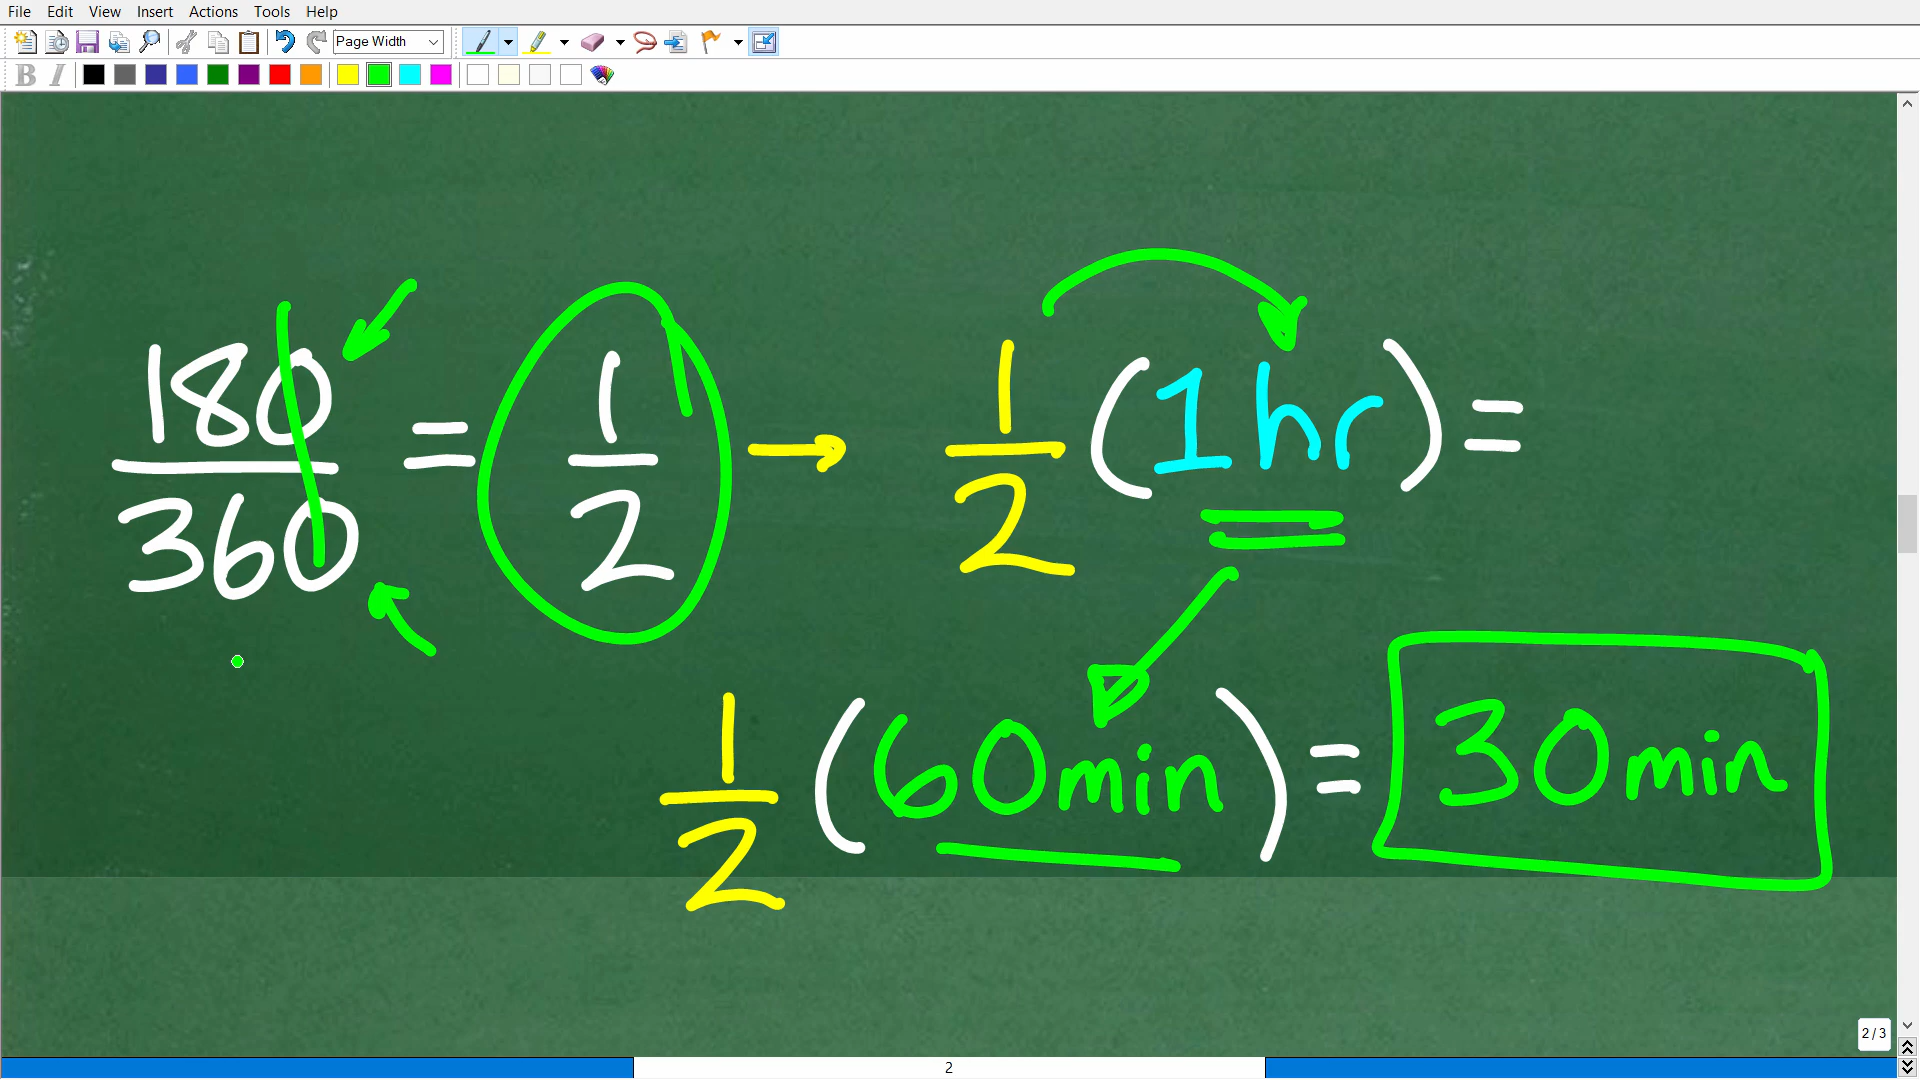 File Edit View Insert Actions Tools Help
Page Width
B I
180/360 = 1/2 → 1/2 (1hr) =
1/2 (60min) = 30min
2 / 3
2